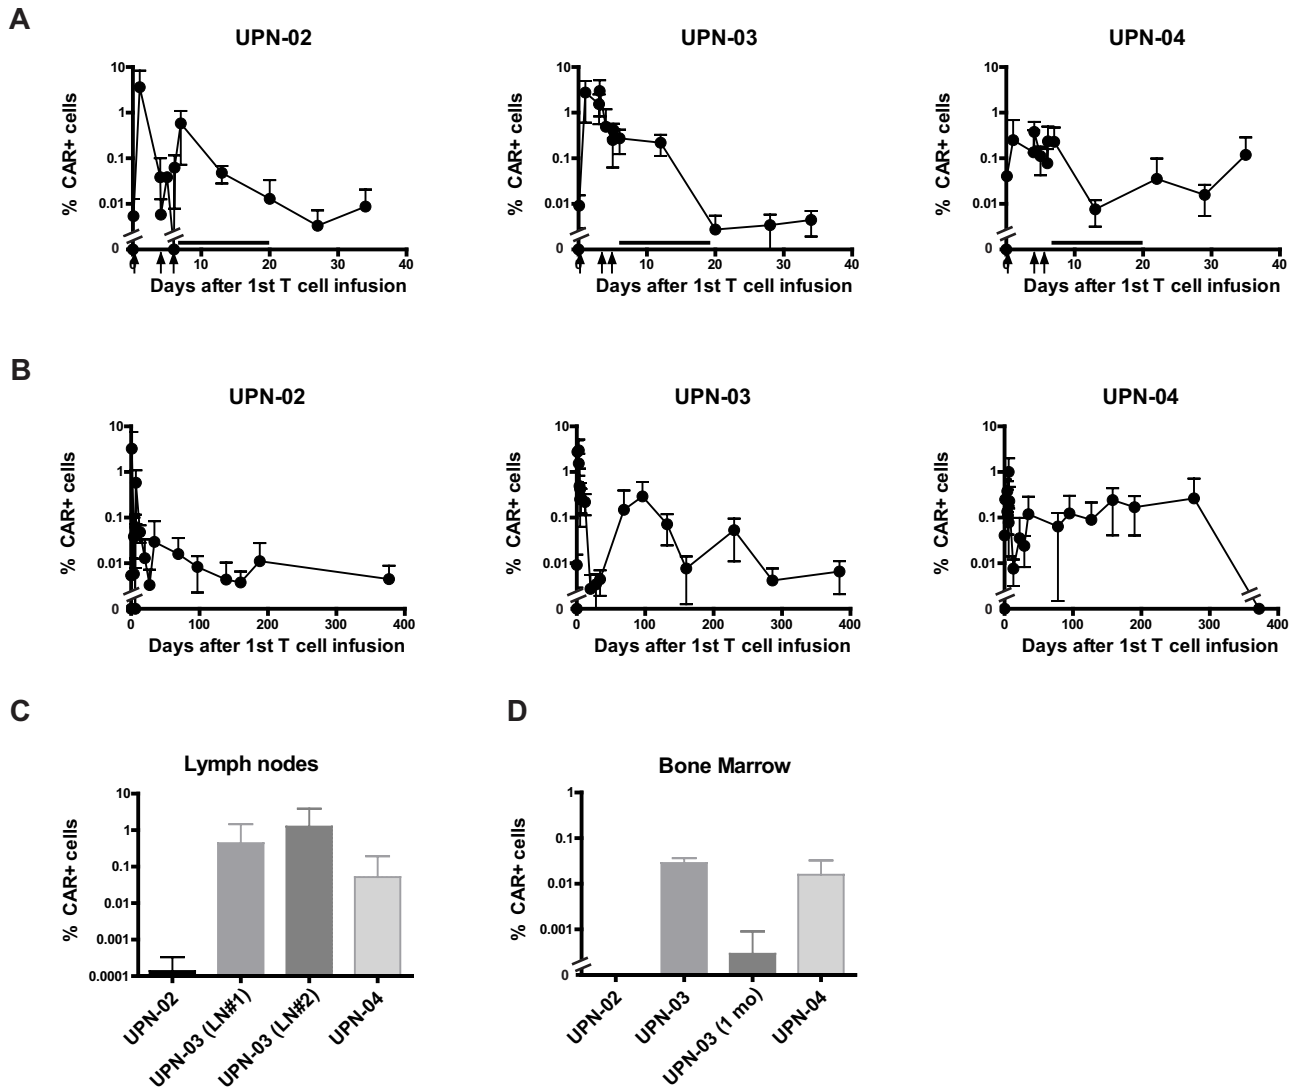 A
UPN-02
UPN-03
UPN-04
% CAR+ cells
10
1
0.1
0.01
0
0 10 20 30 40
Days after 1st T cell infusion
% CAR+ cells
10
1
0.1
0.01
0
0 10 20 30 40
Days after 1st T cell infusion
% CAR+ cells
10
1
0.1
0.01
0
0 10 20 30 40
Days after 1st T cell infusion
B
UPN-02
UPN-03
UPN-04
% CAR+ cells
10
1
0.1
0.01
0
0 100 200 300 400
Days after 1st T cell infusion
% CAR+ cells
10
1
0.1
0.01
0
0 100 200 300 400
Days after 1st T cell infusion
% CAR+ cells
10
1
0.1
0.01
0
0 100 200 300 400
Days after 1st T cell infusion
C
Lymph nodes
% CAR+ cells
10
1
0.1
0.01
0.001
0.0001
UPN-02
UPN-03 (LN#1)
UPN-03 (LN#2)
UPN-04
D
Bone Marrow
% CAR+ cells
1
0.1
0.01
0.001
0
UPN-02
UPN-03
UPN-03 (1 mo)
UPN-04